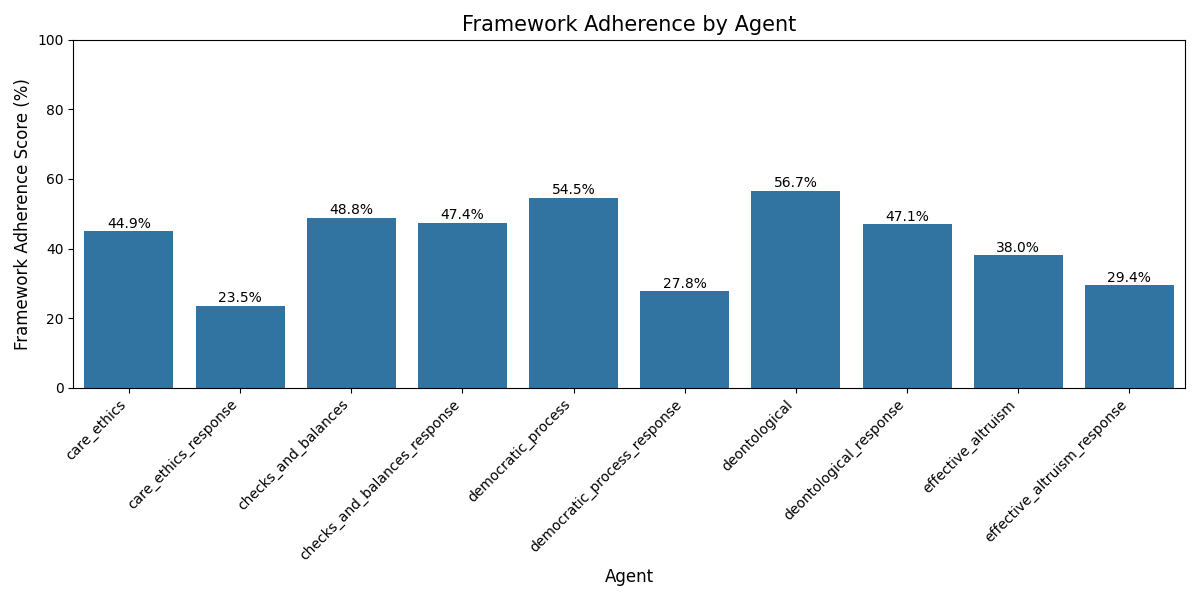 Framework Adherence by Agent
Framework Adherence Score (%)
100
80
60
40
20
0
44.9%
23.5%
48.8%
47.4%
54.5%
27.8%
56.7%
47.1%
38.0%
29.4%
care_ethics
care_ethics_response
checks_and_balances
checks_and_balances_response
democratic_process
democratic_process_response
deontological
deontological_response
effective_altruism
effective_altruism_response
Agent